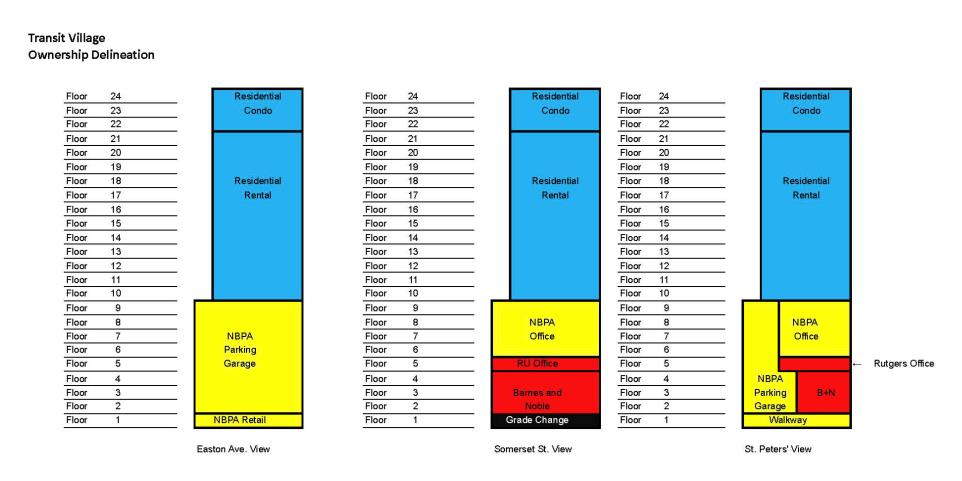 Transit Village
Ownership Delineation
Floor 24
Floor 23
Floor 22
Floor 21
Floor 20
Floor 19
Floor 18
Floor 17
Floor 16
Floor 15
Floor 14
Floor 13
Floor 12
Floor 11
Floor 10
Floor 9
Floor 8
Floor 7
Floor 6
Floor 5
Floor 4
Floor 3
Floor 2
Floor 1
Residential
Condo
Residential
Rental
NBPA
Parking
Garage
NBPA Retail
Easton Ave. View
Floor 24
Floor 23
Floor 22
Floor 21
Floor 20
Floor 19
Floor 18
Floor 17
Floor 16
Floor 15
Floor 14
Floor 13
Floor 12
Floor 11
Floor 10
Floor 9
Floor 8
Floor 7
Floor 6
Floor 5
Floor 4
Floor 3
Floor 2
Floor 1
Residential
Condo
Residential
Rental
NBPA
Office
RU Office
Barnes and
Noble
Grade Change
Somerset St. View
Floor 24
Floor 23
Floor 22
Floor 21
Floor 20
Floor 19
Floor 18
Floor 17
Floor 16
Floor 15
Floor 14
Floor 13
Floor 12
Floor 11
Floor 10
Floor 9
Floor 8
Floor 7
Floor 6
Floor 5
Floor 4
Floor 3
Floor 2
Floor 1
Residential
Condo
Residential
Rental
NBPA
Office
← Rutgers Office
NBPA
Parking
Garage
B+N
Walkway
St. Peters' View